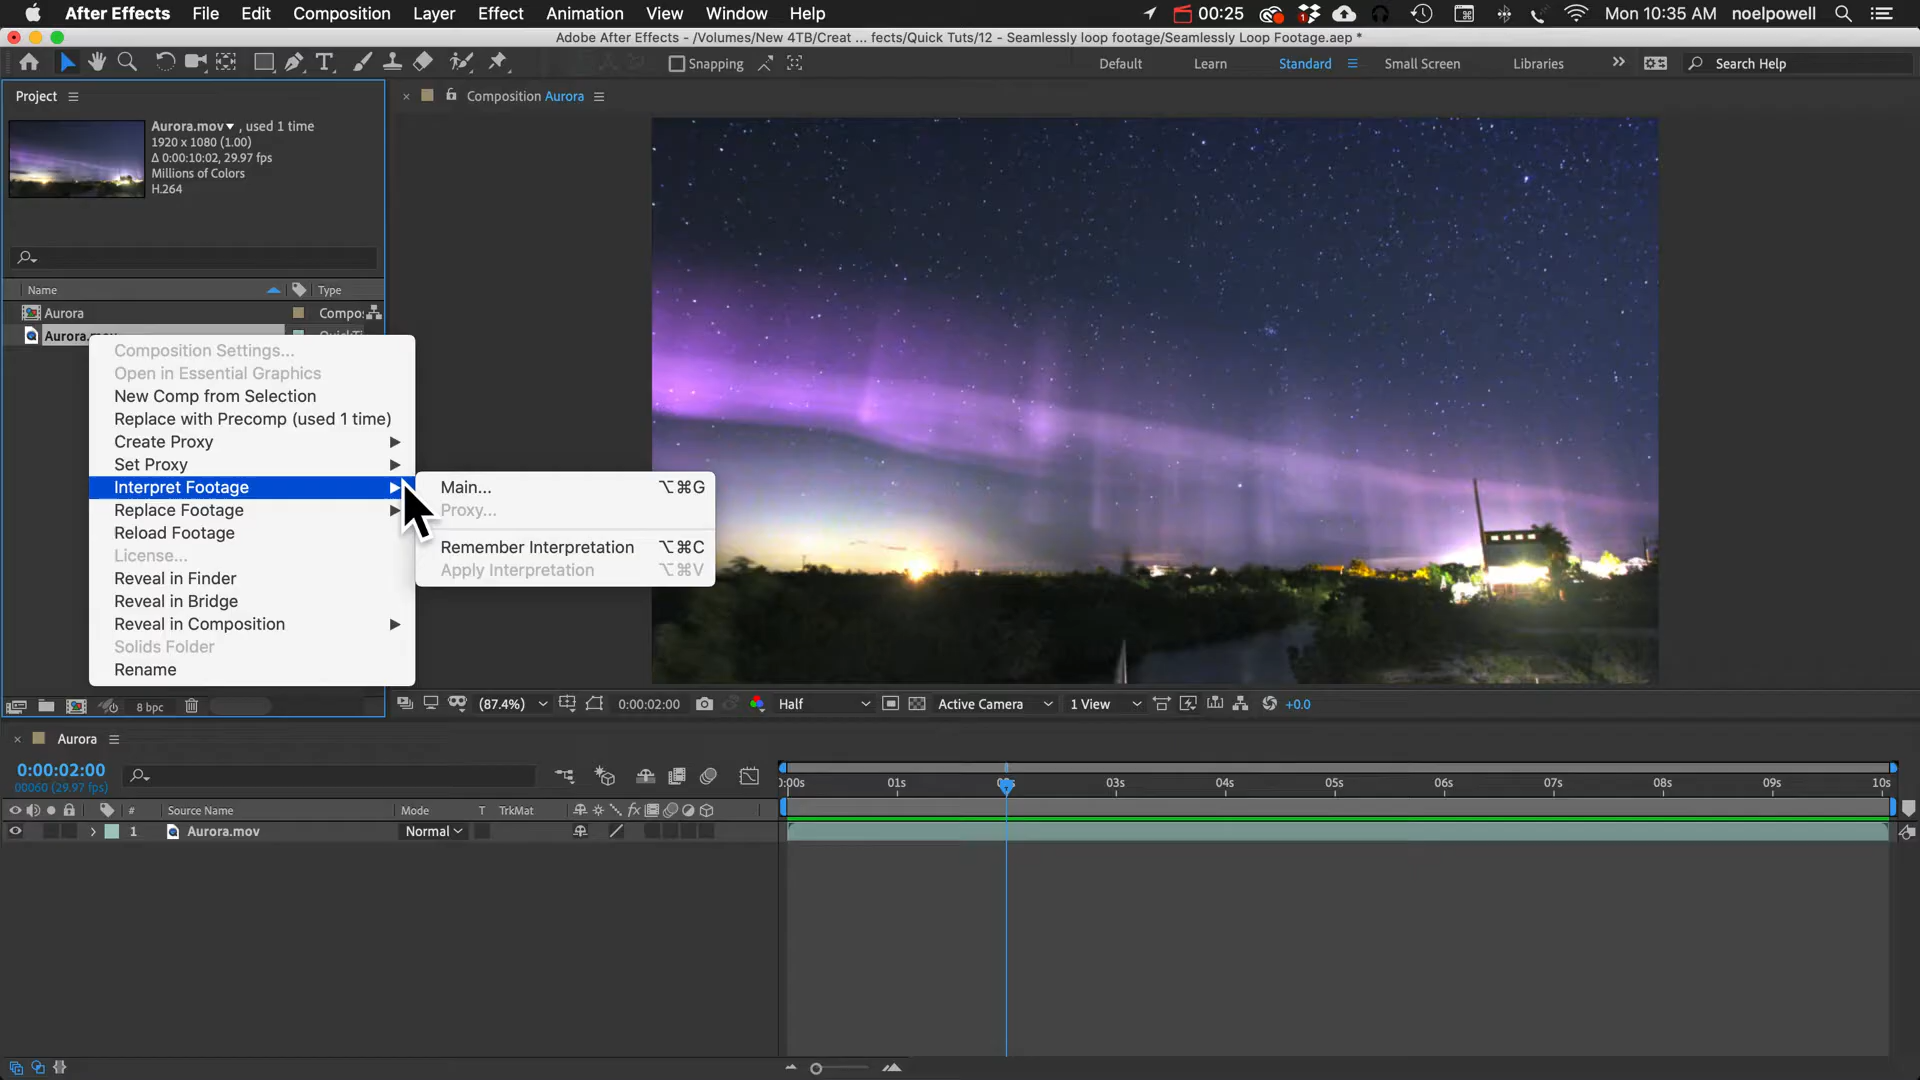 After Effects File Edit Composition Layer Effect Animation View Window Help 00:25 Mon 10:35 AM noelpowell
Adobe After Effects - /Volumes/New 4TB/Creat ... fects/Quick Tuts/12 - Seamlessly loop footage/Seamlessly Loop Footage.aep *
Snapping Default Learn Standard Small Screen Libraries Search Help
Project
Composition Aurora
Aurora.mov , used 1 time
1920 x 1080 (1.00)
Δ 0:00:10:02, 29.97 fps
Millions of Colors
H.264
Name Type
Aurora Compo
Aurora.
Composition Settings...
Open in Essential Graphics
New Comp from Selection
Replace with Precomp (used 1 time)
Create Proxy
Set Proxy
Interpret Footage
Replace Footage
Reload Footage
License...
Reveal in Finder
Reveal in Bridge
Reveal in Composition
Solids Folder
Rename
Main... ⌥⌘G
Proxy...
Remember Interpretation ⌥⌘C
Apply Interpretation ⌥⌘V
8 bpc
(87.4%) 0:00:02:00 Half Active Camera 1 View +0.0
Aurora
0:00:02:00
00060 (29.97 fps)
0:00s 01s 03s 04s 05s 06s 07s 08s 09s 10s
# Source Name Mode T TrkMat fx
1 Aurora.mov Normal